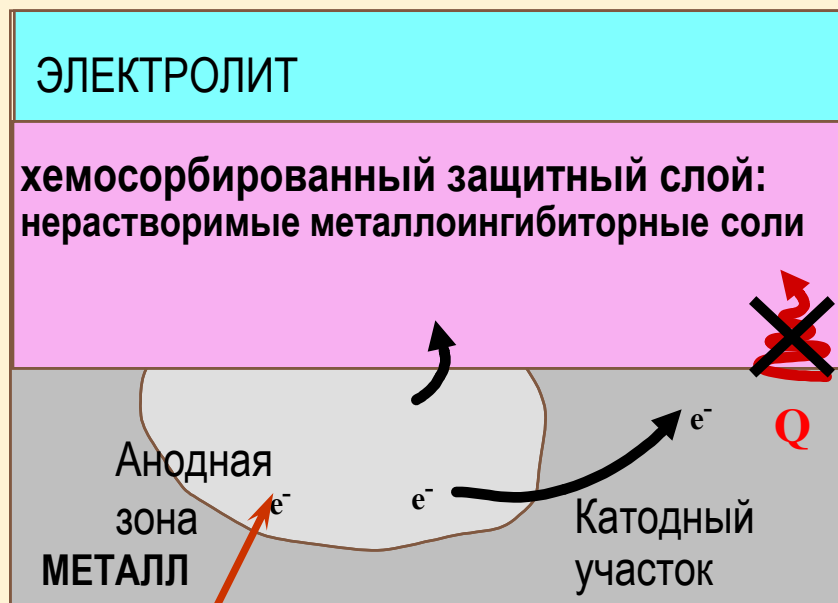 ЭЛЕКТРОЛИТ
хемосорбированный защитный слой:
нерастворимые металлоингибиторные соли
e⁻
Q
Анодная
зона
e⁻
e⁻
Катодный
участок
МЕТАЛЛ